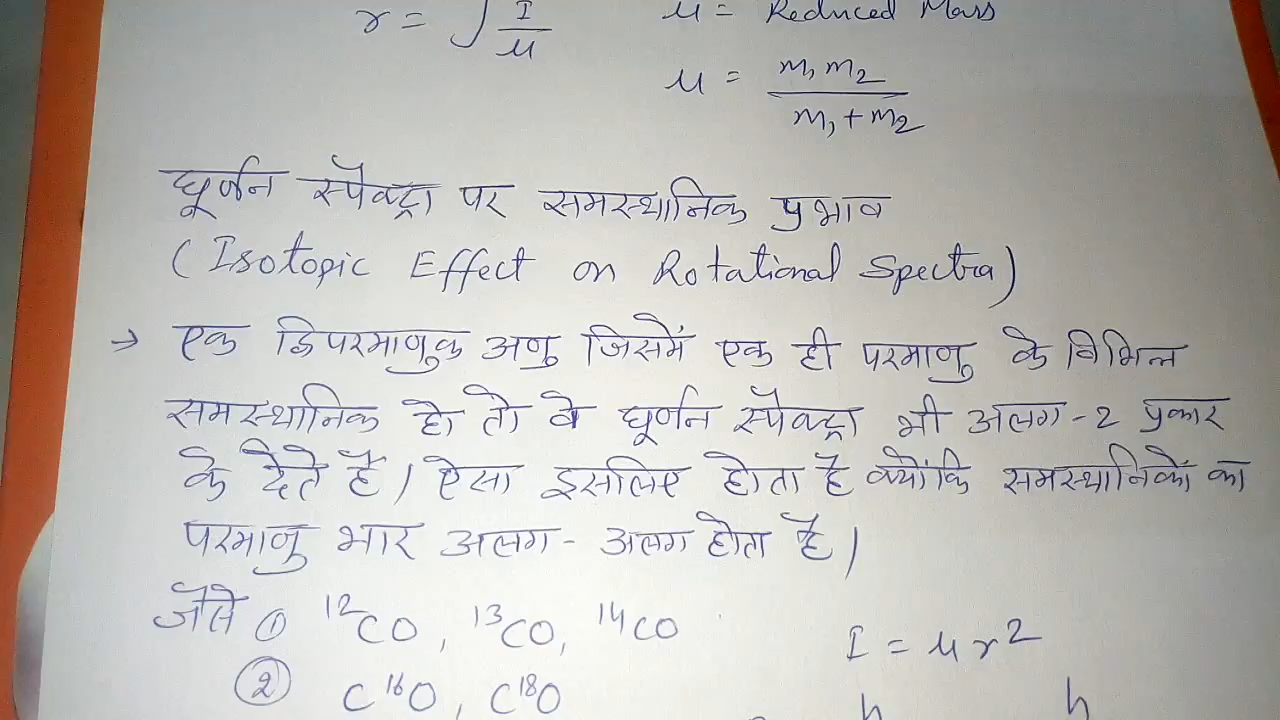 r = √ I/μ    μ = Reduced Mass
μ = m₁m₂ / m₁+m₂
घूर्णन स्पैक्ट्रा पर समस्थानिक प्रभाव
(Isotopic Effect on Rotational Spectra)
→ एक द्विपरमाणुक अणु जिसमें एक ही परमाणु के विभिन्न
समस्थानिक हो तो वे घूर्णन स्पैक्ट्रा भी अलग-2 प्रकार
के देते है। ऐसा इसलिए होता है क्योंकि समस्थानिकों का
परमाणु भार अलग-अलग होता है।
जैसे ① ¹²CO, ¹³CO, ¹⁴CO    I = μr²
② C¹⁶O, C¹⁸O    h    h